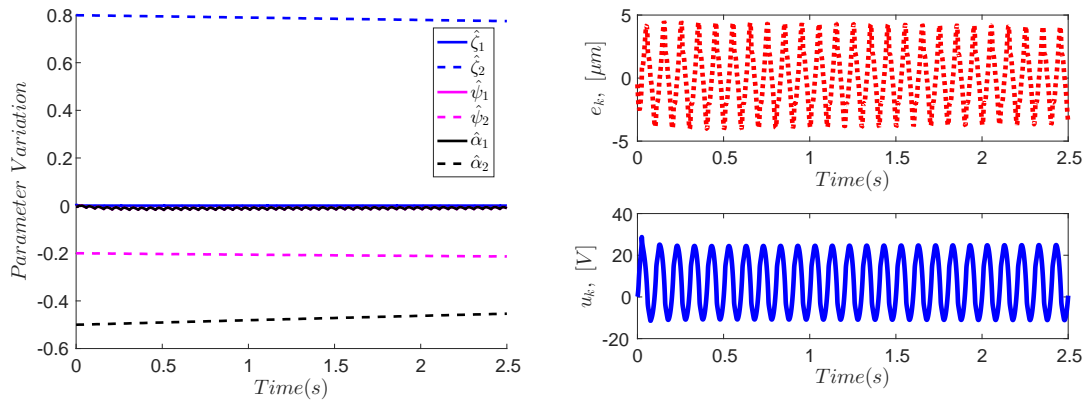 Parameter Variation
0.8
0.6
0.4
0.2
0
-0.2
-0.4
-0.6
0 0.5 1 1.5 2 2.5
Time(s)
ζ̂₁
ζ̂₂
ψ̂₁
ψ̂₂
α̂₁
α̂₂
eₖ, [μm]
5
0
-5
0 0.5 1 1.5 2 2.5
Time(s)
uₖ, [V]
40
20
0
-20
0 0.5 1 1.5 2 2.5
Time(s)